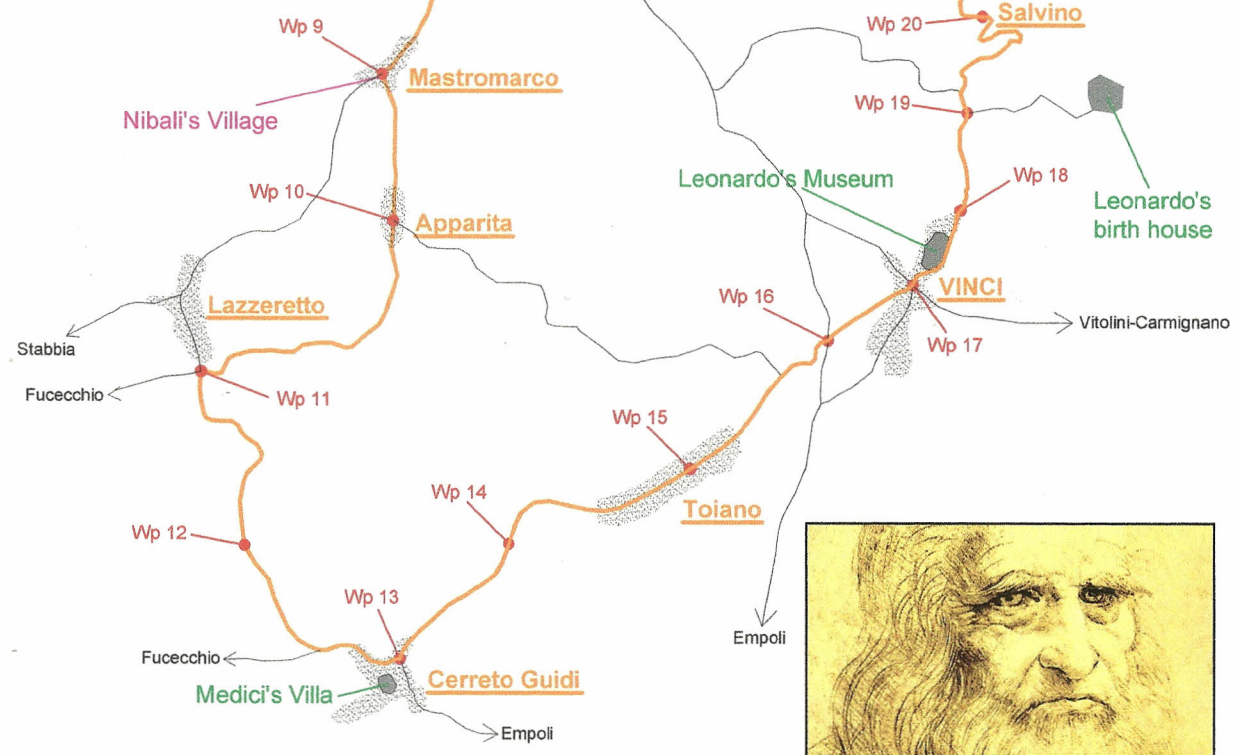 Wp 9
Mastromarco
Nibali's Village
Wp 10
Apparita
Lazzeretto
Stabbia
Fucecchio
Wp 11
Wp 12
Wp 13
Fucecchio
Medici's Villa
Cerreto Guidi
Empoli
Wp 14
Wp 15
Toiano
Empoli
Wp 16
Wp 17
VINCI
Vitolini-Carmignano
Leonardo's Museum
Wp 18
Leonardo's
birth house
Wp 19
Wp 20
Salvino